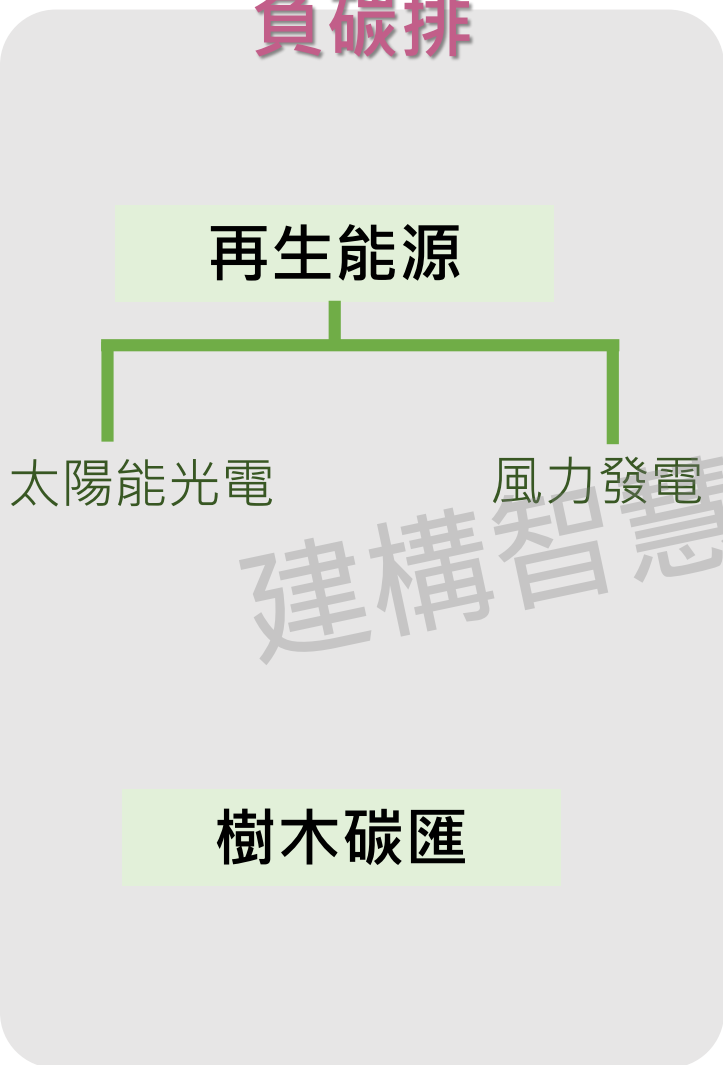 負碳排
再生能源
太陽能光電 風力發電
建構智慧
樹木碳匯